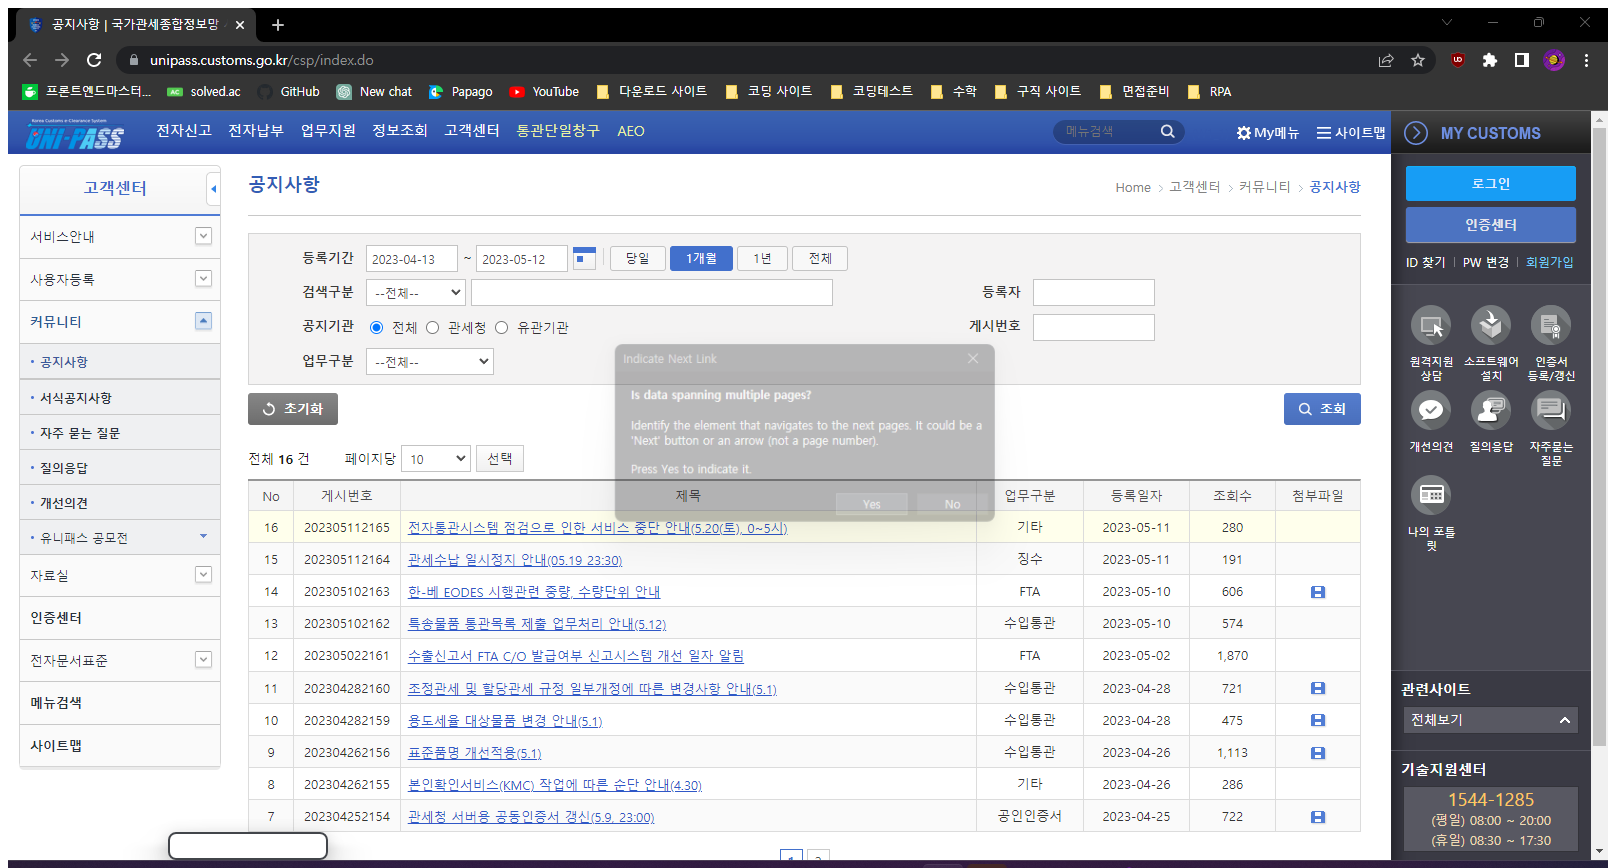 공지사항 | 국가관세종합정보망
unipass.customs.go.kr/csp/index.do
프론트엔드마스터... solved.ac GitHub New chat Papago YouTube 다운로드 사이트 코딩 사이트 코딩테스트 수학 구직 사이트 면접준비 RPA
Korea Customs e-Clearance System
UNI-PASS
전자신고 전자납부 업무지원 정보조회 고객센터 통관단일창구 AEO
메뉴검색
My메뉴 사이트맵
MY CUSTOMS
고객센터
서비스안내
사용자등록
커뮤니티
공지사항
서식공지사항
자주 묻는 질문
질의응답
개선의견
유니패스 공모전
자료실
인증센터
전자문서표준
메뉴검색
사이트맵
공지사항
Home > 고객센터 > 커뮤니티 > 공지사항
등록기간 2023-04-13 ~ 2023-05-12 당일 1개월 1년 전체
검색구분 --전체-- 등록자
공지기관 전체 관세청 유관기관 게시번호
업무구분 --전체--
Indicate Next Link
Is data spanning multiple pages?
Identify the element that navigates to the next pages. It could be a
'Next' button or an arrow (not a page number).
Press Yes to indicate it.
Yes No
초기화 조회
전체 16 건 페이지당 10 선택
No 게시번호 제목 업무구분 등록일자 조회수 첨부파일
16 202305112165 전자통관시스템 점검으로 인한 서비스 중단 안내(5.20(토), 0~5시) 기타 2023-05-11 280
15 202305112164 관세수납 일시정지 안내(05.19 23:30) 징수 2023-05-11 191
14 202305102163 한-베 EODES 시행관련 중량, 수량단위 안내 FTA 2023-05-10 606
13 202305102162 특송물품 통관목록 제출 업무처리 안내(5.12) 수입통관 2023-05-10 574
12 202305022161 수출신고서 FTA C/O 발급여부 신고시스템 개선 일자 알림 FTA 2023-05-02 1,870
11 202304282160 조정관세 및 할당관세 규정 일부개정에 따른 변경사항 안내(5.1) 수입통관 2023-04-28 721
10 202304282159 용도세율 대상물품 변경 안내(5.1) 수입통관 2023-04-28 475
9 202304262156 표준품명 개선적용(5.1) 수입통관 2023-04-26 1,113
8 202304262155 본인확인서비스(KMC) 작업에 따른 순단 안내(4.30) 기타 2023-04-26 286
7 202304252154 관세청 서버용 공동인증서 갱신(5.9, 23:00) 공인인증서 2023-04-25 722
1 2
로그인
인증센터
ID 찾기 | PW 변경 | 회원가입
원격지원
상담
소프트웨어
설치
인증서
등록/갱신
개선의견
질의응답
자주묻는
질문
나의 포틀
릿
관련사이트
전체보기
기술지원센터
1544-1285
(평일) 08:00 ~ 20:00
(휴일) 08:30 ~ 17:30